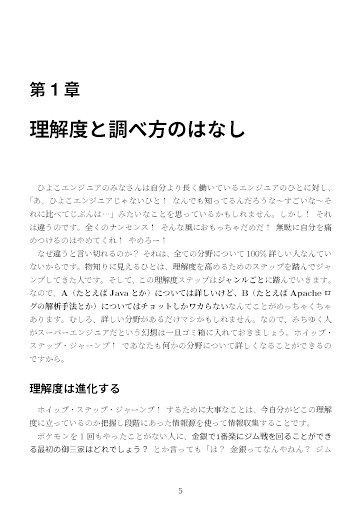 第 1 章
理解度と調べ方のはなし
ひよこエンジニアのみなさんは自分より長く働いているエンジニアのひとに対し、
「あ、ひよこエンジニアじゃないひと！ なんでも知ってるんだろうな〜すごいな〜そ
れに比べてじぶんは…」みたいなことを思っているかもしれません。しかし！ それ
は違うのです。全くのナンセンス！ そんな風におもっちゃだめだ！ 無駄に自分を痛
めつけるのはやめてくれ！ やめろー！
なぜ違うと言い切れるのか？ それは、全ての分野について 100% 詳しい人なんてい
ないからです。物知りに見えるひとは、理解度を高めるためのステップを踏んでジャ
ンプしてきた人です。そして、この理解度ステップはジャンルごとに踏んでいきます。
なので、A（たとえば Java とか）については詳しいけど、B（たとえば Apache ロ
グの解析手法とか）についてはチョットしかワカらないなんてことがめっちゃくちゃ
あります。むしろ、詳しい分野があるだけマシかもしれません。なので、みちゆく人
がスーパーエンジニアだという幻想は一旦ゴミ箱に入れておきましょう。ホイップ・
ステップ・ジャーンプ！ であなたも何かの分野について詳しくなることができるの
ですから。
理解度は進化する
ホイップ・ステップ・ジャーンプ！ するために大事なことは、今自分がどこの理解
度に立っているのか把握し段階にあった情報源を使って情報収集することです。
ポケモンを 1 回もやったことがない人に、金銀で1番楽にジム戦を回ることができ
る最初の御三家はどれでしょう？ とか言っても「は？ 金銀ってなんやねん？ ジム
5